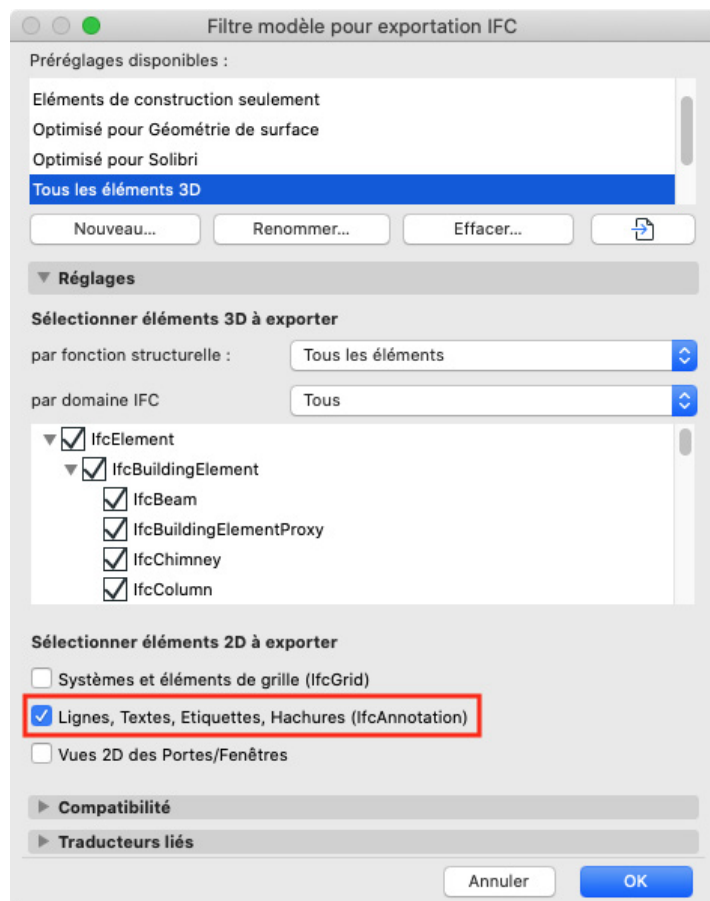 Filtre modèle pour exportation IFC
Préréglages disponibles :
Eléments de construction seulement
Optimisé pour Géométrie de surface
Optimisé pour Solibri
Tous les éléments 3D
Nouveau... Renommer... Effacer...
Réglages
Sélectionner éléments 3D à exporter
par fonction structurelle : Tous les éléments
par domaine IFC Tous
IfcElement
IfcBuildingElement
IfcBeam
IfcBuildingElementProxy
IfcChimney
IfcColumn
Sélectionner éléments 2D à exporter
Systèmes et éléments de grille (IfcGrid)
Lignes, Textes, Etiquettes, Hachures (IfcAnnotation)
Vues 2D des Portes/Fenêtres
Compatibilité
Traducteurs liés
Annuler OK